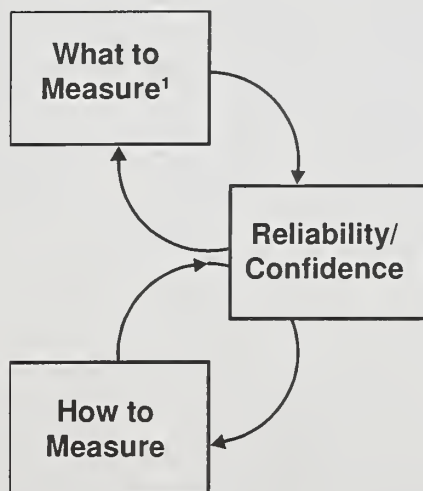 What to
Measure¹
Reliability/
Confidence
How to
Measure